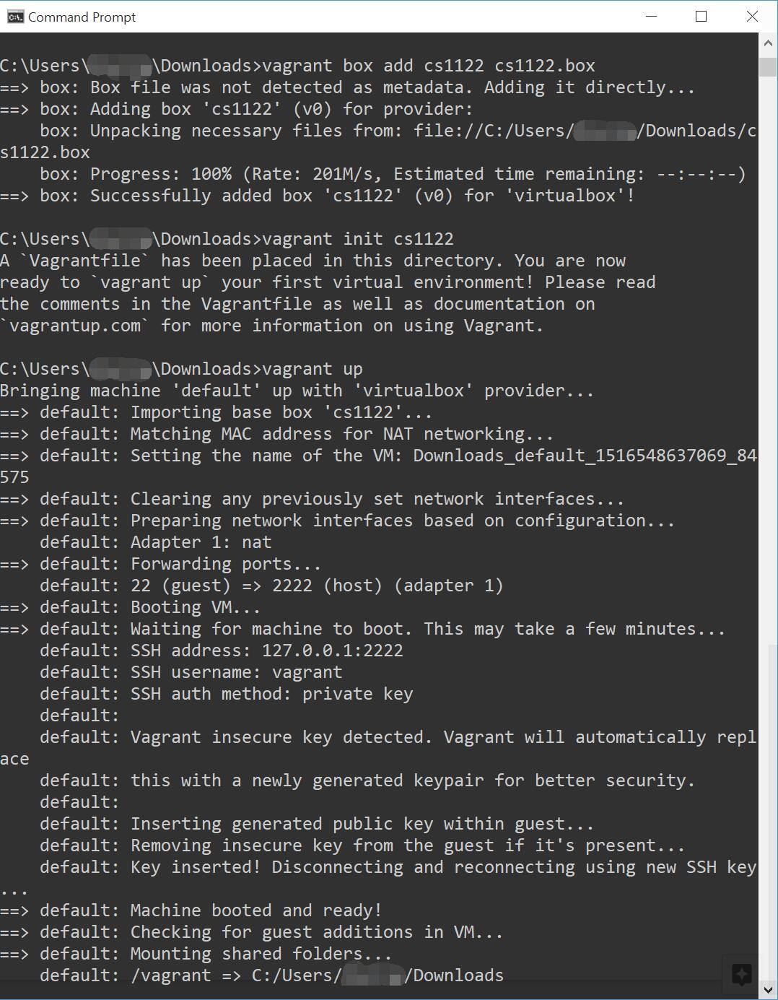 Command Prompt
C:\Users\ \Downloads>vagrant box add cs1122 cs1122.box
==> box: Box file was not detected as metadata. Adding it directly...
==> box: Adding box 'cs1122' (v0) for provider:
    box: Unpacking necessary files from: file://C:/Users/ /Downloads/c
s1122.box
    box: Progress: 100% (Rate: 201M/s, Estimated time remaining: --:--:--)
==> box: Successfully added box 'cs1122' (v0) for 'virtualbox'!
C:\Users\ \Downloads>vagrant init cs1122
A `Vagrantfile` has been placed in this directory. You are now
ready to `vagrant up` your first virtual environment! Please read
the comments in the Vagrantfile as well as documentation on
`vagrantup.com` for more information on using Vagrant.
C:\Users\ \Downloads>vagrant up
Bringing machine 'default' up with 'virtualbox' provider...
==> default: Importing base box 'cs1122'...
==> default: Matching MAC address for NAT networking...
==> default: Setting the name of the VM: Downloads_default_1516548637069_84
575
==> default: Clearing any previously set network interfaces...
==> default: Preparing network interfaces based on configuration...
    default: Adapter 1: nat
==> default: Forwarding ports...
    default: 22 (guest) => 2222 (host) (adapter 1)
==> default: Booting VM...
==> default: Waiting for machine to boot. This may take a few minutes...
    default: SSH address: 127.0.0.1:2222
    default: SSH username: vagrant
    default: SSH auth method: private key
    default:
    default: Vagrant insecure key detected. Vagrant will automatically repl
ace
    default: this with a newly generated keypair for better security.
    default:
    default: Inserting generated public key within guest...
    default: Removing insecure key from the guest if it's present...
    default: Key inserted! Disconnecting and reconnecting using new SSH key
...
==> default: Machine booted and ready!
==> default: Checking for guest additions in VM...
==> default: Mounting shared folders...
    default: /vagrant => C:/Users/ /Downloads